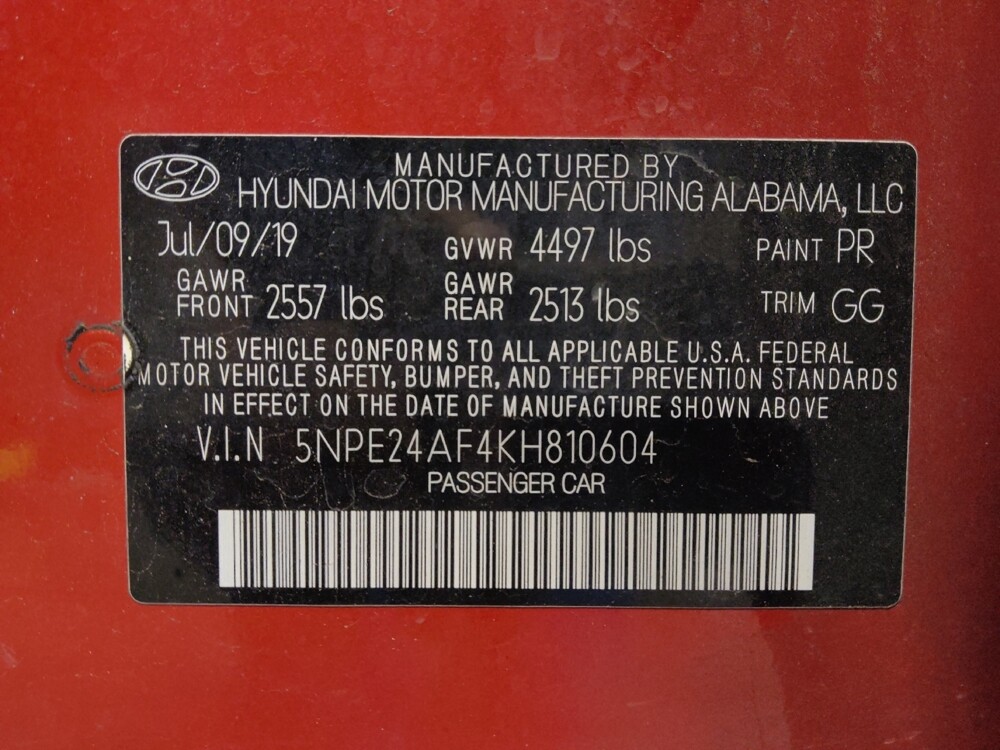 MANUFACTURED BY
HYUNDAI MOTOR MANUFACTURING ALABAMA, LLC
Jul/09/19 GVWR 4497 lbs PAINT PR
GAWR FRONT 2557 lbs GAWR REAR 2513 lbs TRIM GG
THIS VEHICLE CONFORMS TO ALL APPLICABLE U.S.A. FEDERAL
MOTOR VEHICLE SAFETY, BUMPER, AND THEFT PREVENTION STANDARDS
IN EFFECT ON THE DATE OF MANUFACTURE SHOWN ABOVE
V.I.N 5NPE24AF4KH810604
PASSENGER CAR